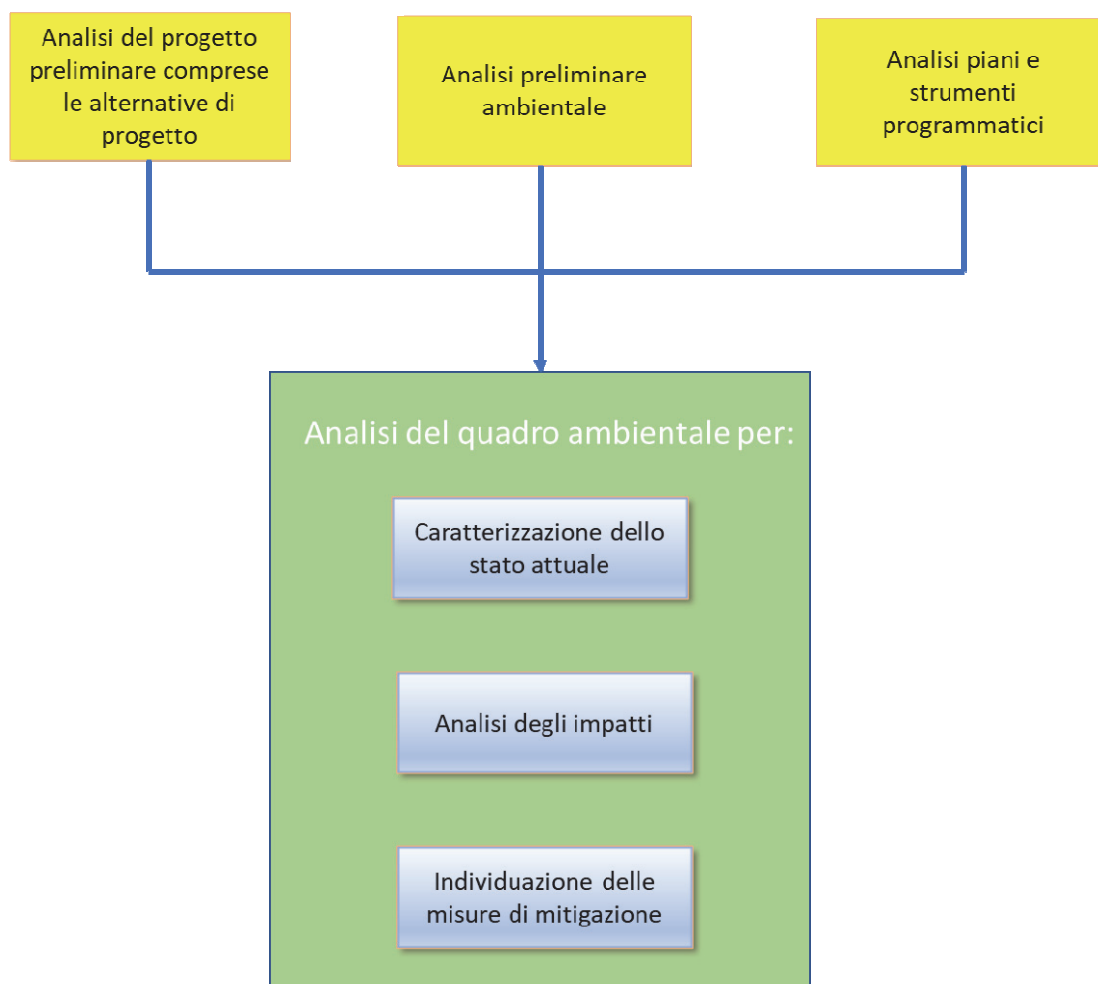 Analisi del progetto
preliminare comprese
le alternative di
progetto
Analisi preliminare
ambientale
Analisi piani e
strumenti
programmatici
Analisi del quadro ambientale per:
Caratterizzazione dello
stato attuale
Analisi degli impatti
Individuazione delle
misure di mitigazione